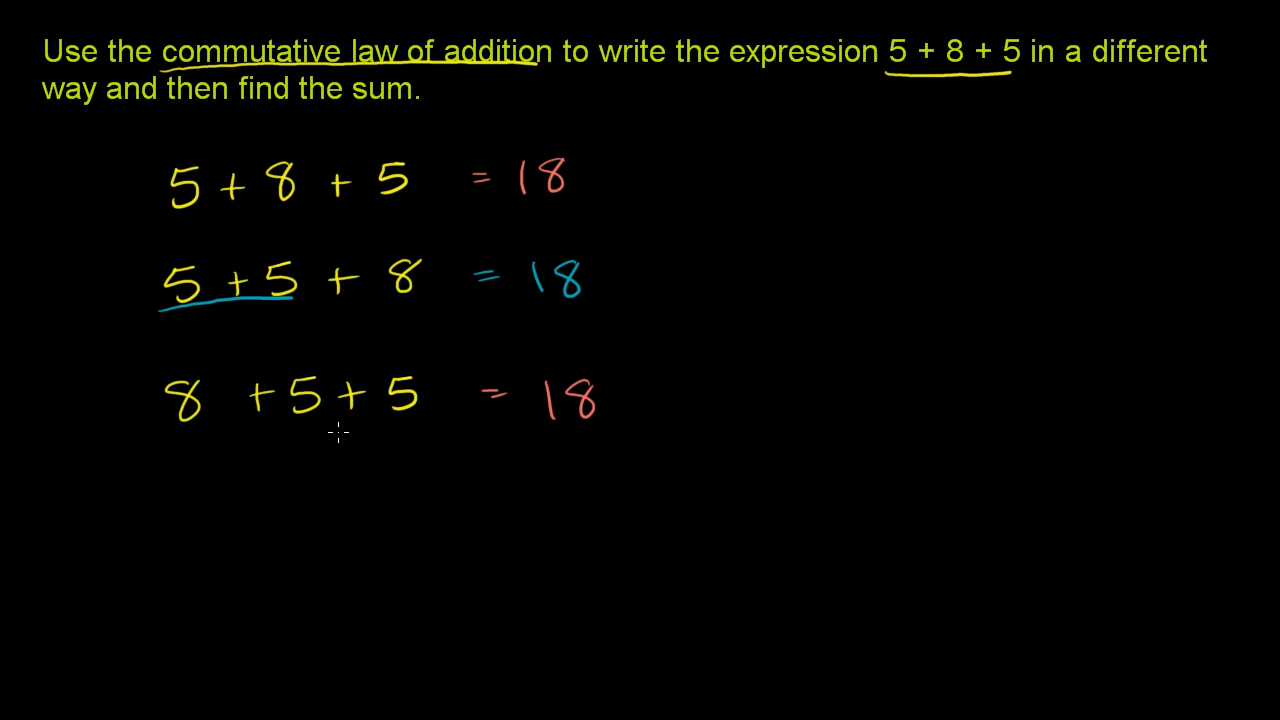 Use the commutative law of addition to write the expression 5 + 8 + 5 in a different
way and then find the sum.
5 + 8 + 5 = 18
5 + 5 + 8 = 18
8 + 5 + 5 = 18